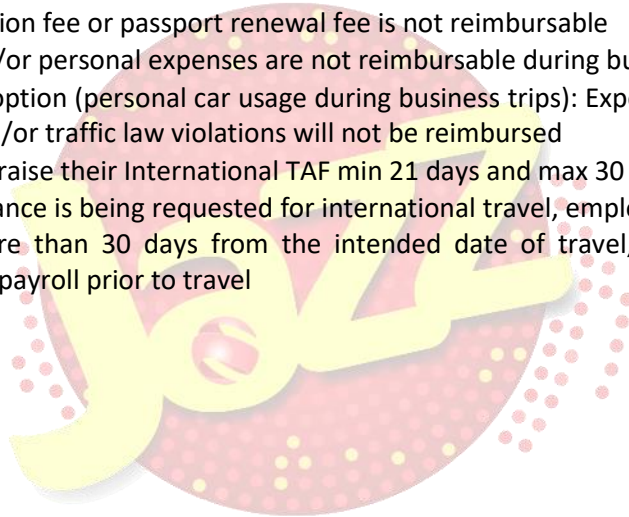 ion fee or passport renewal fee is not reimbursable
/or personal expenses are not reimbursable during bu
option (personal car usage during business trips): Exp
/or traffic law violations will not be reimbursed
raise their International TAF min 21 days and max 30
ance is being requested for international travel, emplo
re than 30 days from the intended date of travel,
payroll prior to travel
Jazz